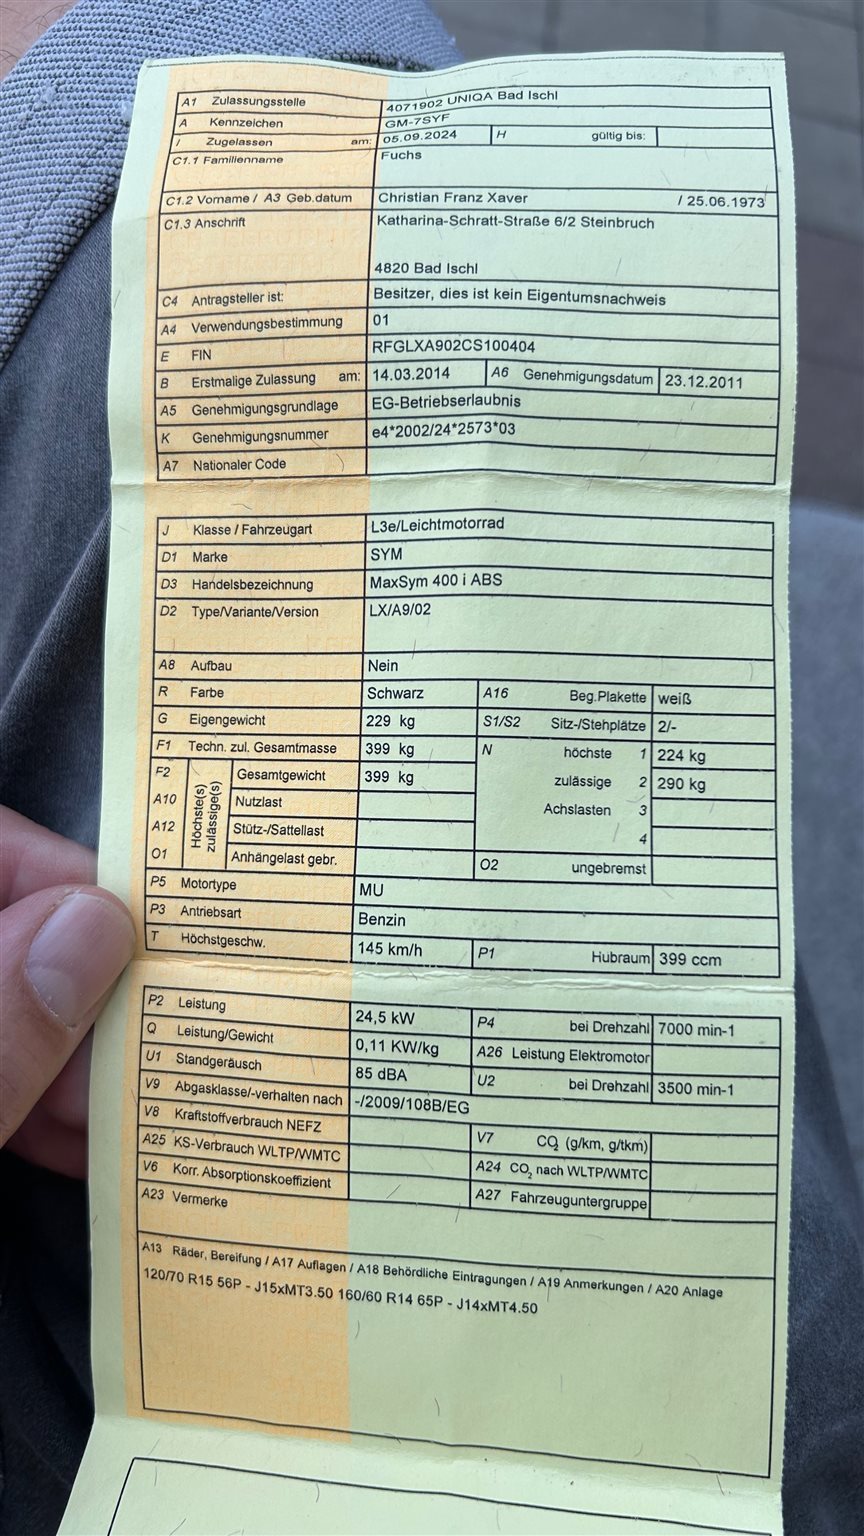 A1 Zulassungsstelle 4071902 UNIQA Bad Ischl
A Kennzeichen GM-7SYF
I Zugelassen am: 05.09.2024 H gültig bis:
C1.1 Familienname Fuchs
C1.2 Vorname / A3 Geb.datum Christian Franz Xaver / 25.06.1973
C1.3 Anschrift Katharina-Schratt-Straße 6/2 Steinbruch
4820 Bad Ischl
C4 Antragsteller ist: Besitzer, dies ist kein Eigentumsnachweis
A4 Verwendungsbestimmung 01
E FIN RFGLXA902CS100404
B Erstmalige Zulassung am: 14.03.2014 A6 Genehmigungsdatum 23.12.2011
A5 Genehmigungsgrundlage EG-Betriebserlaubnis
K Genehmigungsnummer e4*2002/24*2573*03
A7 Nationaler Code
J Klasse / Fahrzeugart L3e/Leichtmotorrad
D1 Marke SYM
D3 Handelsbezeichnung MaxSym 400 i ABS
D2 Type/Variante/Version LX/A9/02
A8 Aufbau Nein
R Farbe Schwarz A16 Beg.Plakette weiß
G Eigengewicht 229 kg S1/S2 Sitz-/Stehplätze 2/-
F1 Techn. zul. Gesamtmasse 399 kg N höchste 1 224 kg
F2 Höchste(s) zulässige(s) Gesamtgewicht 399 kg zulässige 2 290 kg
A10 Nutzlast Achslasten 3
A12 Stütz-/Sattellast 4
O1 Anhängelast gebr. O2 ungebremst
P5 Motortype MU
P3 Antriebsart Benzin
T Höchstgeschw. 145 km/h P1 Hubraum 399 ccm
P2 Leistung 24,5 kW P4 bei Drehzahl 7000 min-1
Q Leistung/Gewicht 0,11 KW/kg A26 Leistung Elektromotor
U1 Standgeräusch 85 dBA U2 bei Drehzahl 3500 min-1
V9 Abgasklasse/-verhalten nach -/2009/108B/EG
V8 Kraftstoffverbrauch NEFZ V7 CO2 (g/km, g/tkm)
A25 KS-Verbrauch WLTP/WMTC A24 CO2 nach WLTP/WMTC
V6 Korr. Absorptionskoeffizient A27 Fahrzeuguntergruppe
A23 Vermerke
A13 Räder, Bereifung / A17 Auflagen / A18 Behördliche Eintragungen / A19 Anmerkungen / A20 Anlage
120/70 R15 56P - J15xMT3.50 160/60 R14 65P - J14xMT4.50